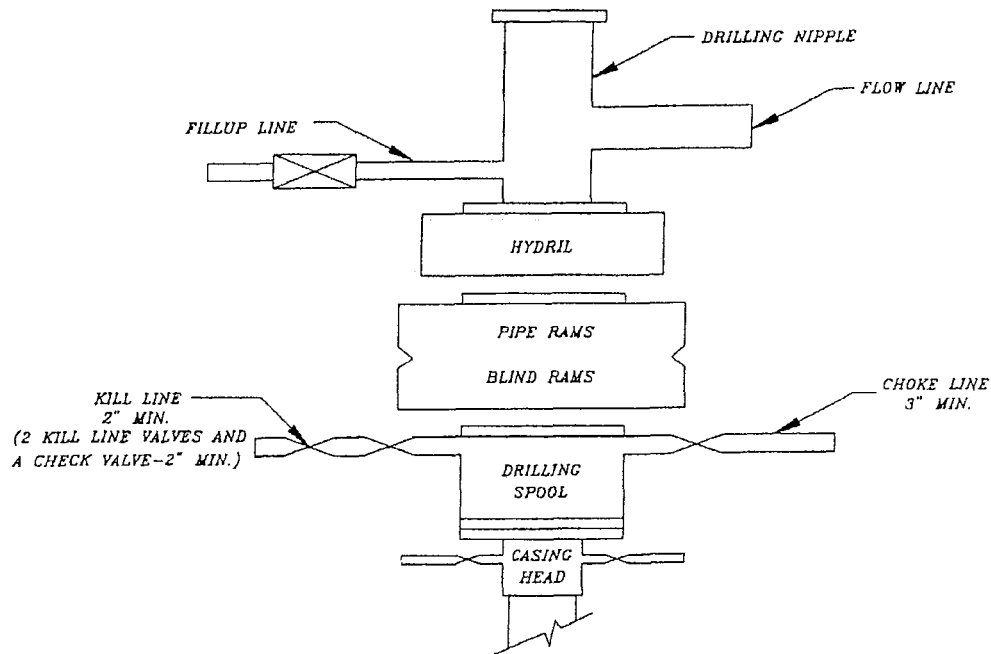 DRILLING NIPPLE
FLOW LINE
FILLUP LINE
HYDRIL
PIPE RAMS
BLIND RAMS
KILL LINE
2" MIN.
(2 KILL LINE VALVES AND
A CHECK VALVE-2" MIN.)
CHOKE LINE
3" MIN.
DRILLING
SPOOL
CASING
HEAD